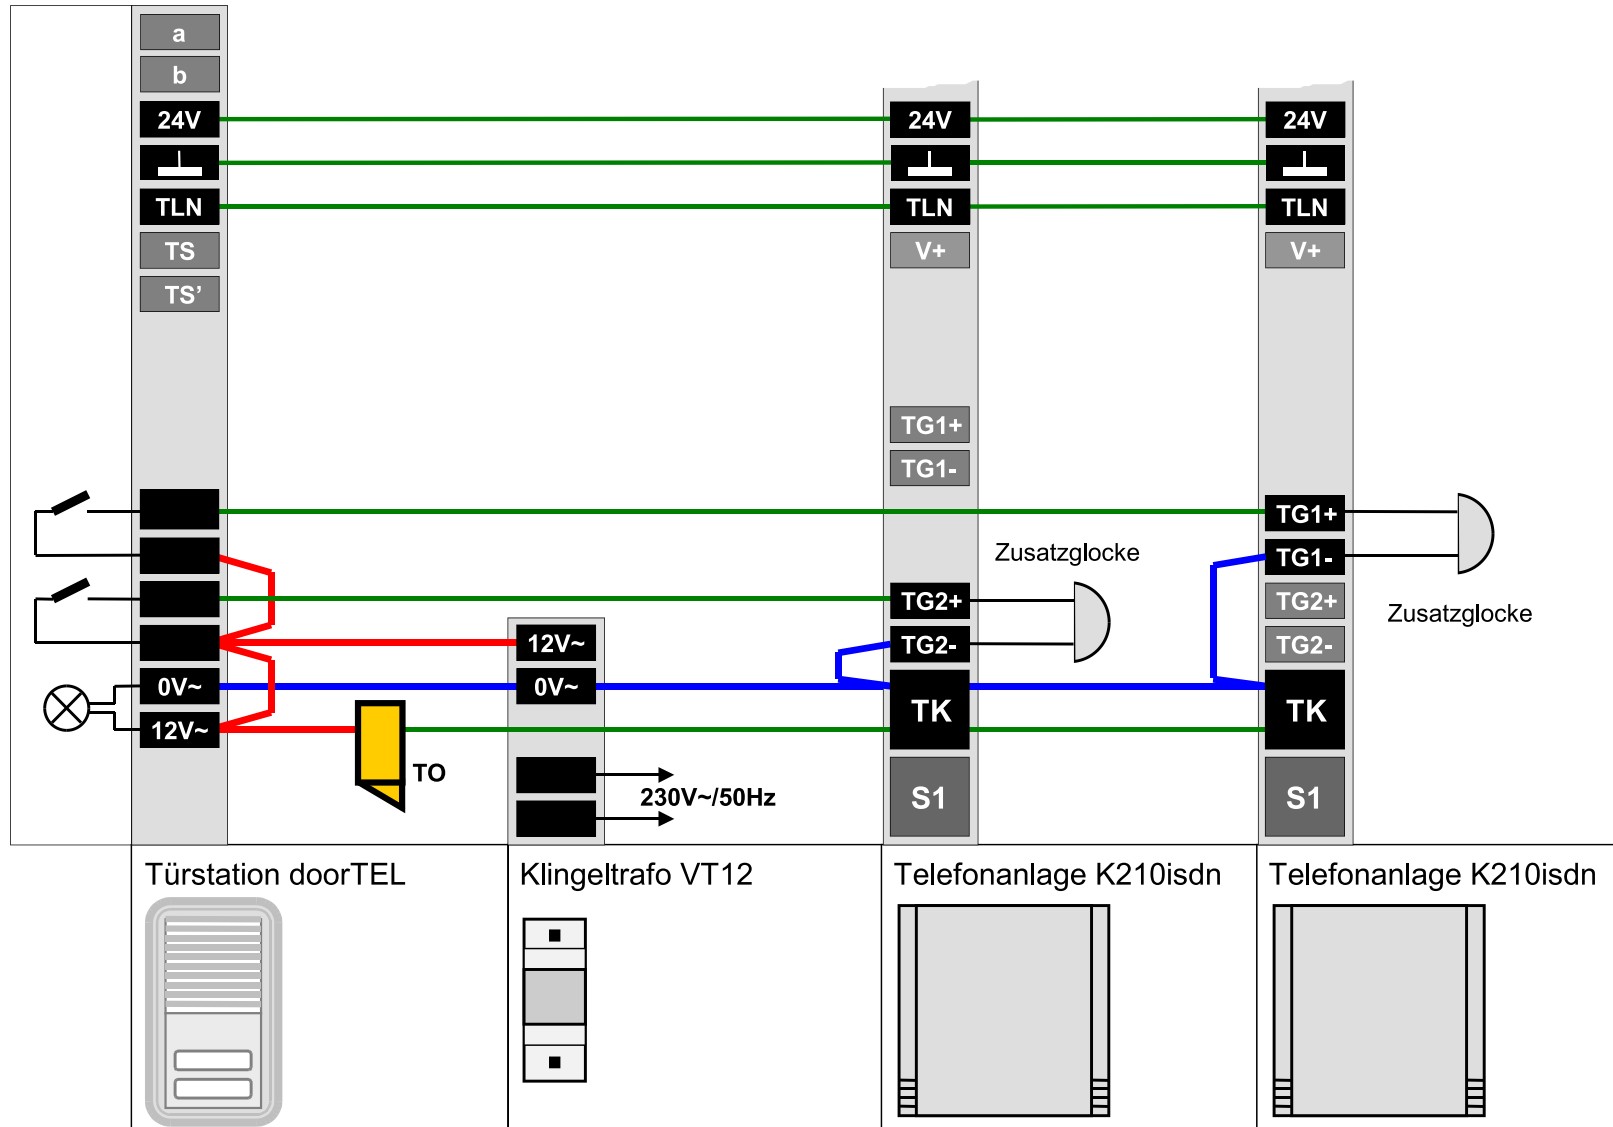 a
b
24V
24V
24V
TLN
TLN
TLN
TS
V+
V+
TS’
TG1+
TG1-
TG1+
TG1-
Zusatzglocke
TG2+
TG2+
Zusatzglocke
12V~
TG2-
TG2-
0V~
0V~
TK
TK
12V~
TO
230V~/50Hz
S1
S1
Türstation doorTEL
Klingeltrafo VT12
Telefonanlage K210isdn
Telefonanlage K210isdn